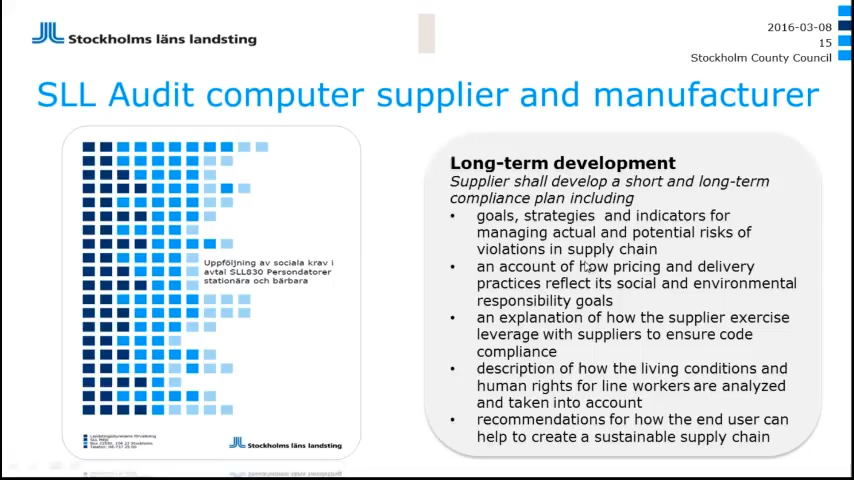 Stockholms läns landsting
2016-03-08
15
Stockholm County Council
SLL Audit computer supplier and manufacturer
Uppföljning av sociala krav i
avtal SLL830 Persondatorer
stationära och bärbara
Stockholms läns landsting
Long-term development
Supplier shall develop a short and long-term
compliance plan including
• goals, strategies and indicators for
managing actual and potential risks of
violations in supply chain
• an account of how pricing and delivery
practices reflect its social and environmental
responsibility goals
• an explanation of how the supplier exercise
leverage with suppliers to ensure code
compliance
• description of how the living conditions and
human rights for line workers are analyzed
and taken into account
• recommendations for how the end user can
help to create a sustainable supply chain